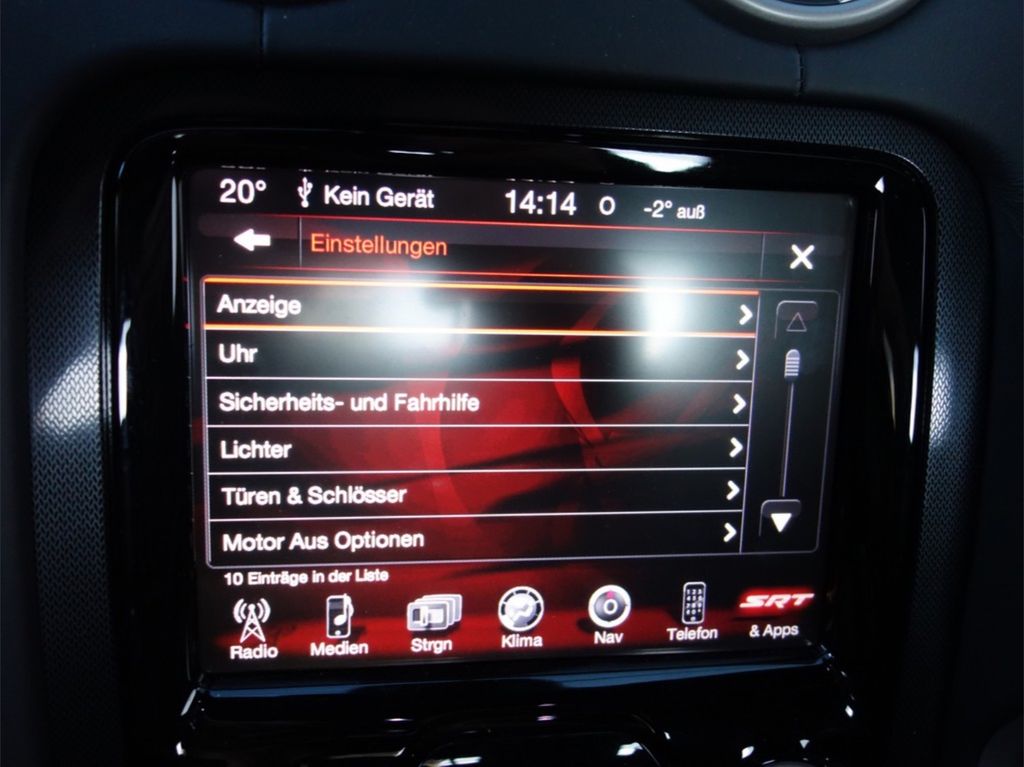 20° Kein Gerät 14:14 O -2° auß
Einstellungen
Anzeige
Uhr
Sicherheits- und Fahrhilfe
Lichter
Türen & Schlösser
Motor Aus Optionen
10 Einträge in der Liste
Radio Medien Strgn Klima Nav Telefon SRT & Apps